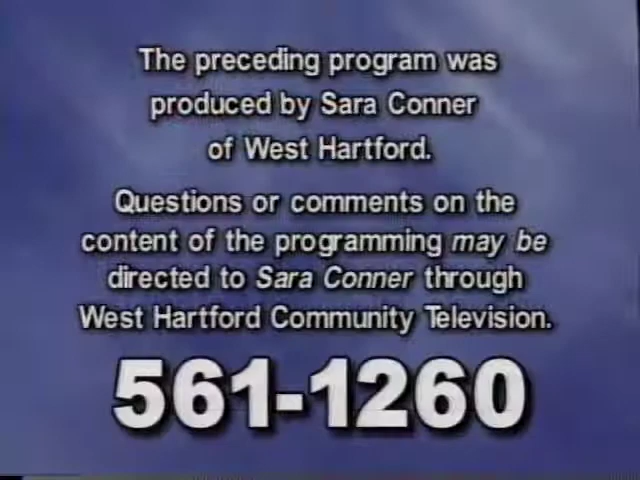 The preceding program was
produced by Sara Conner
of West Hartford.
Questions or comments on the
content of the programming may be
directed to Sara Conner through
West Hartford Community Television.
561-1260